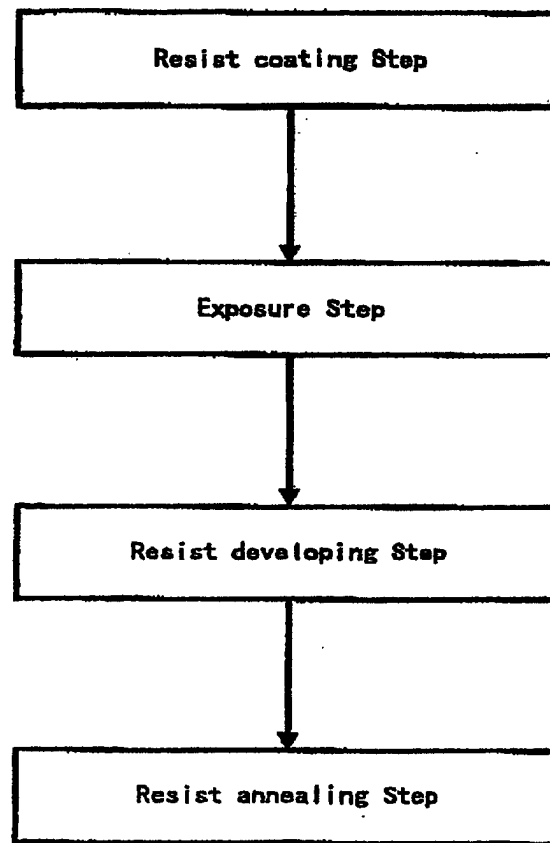 Resist coating Step
Exposure Step
Resist developing Step
Resist annealing Step